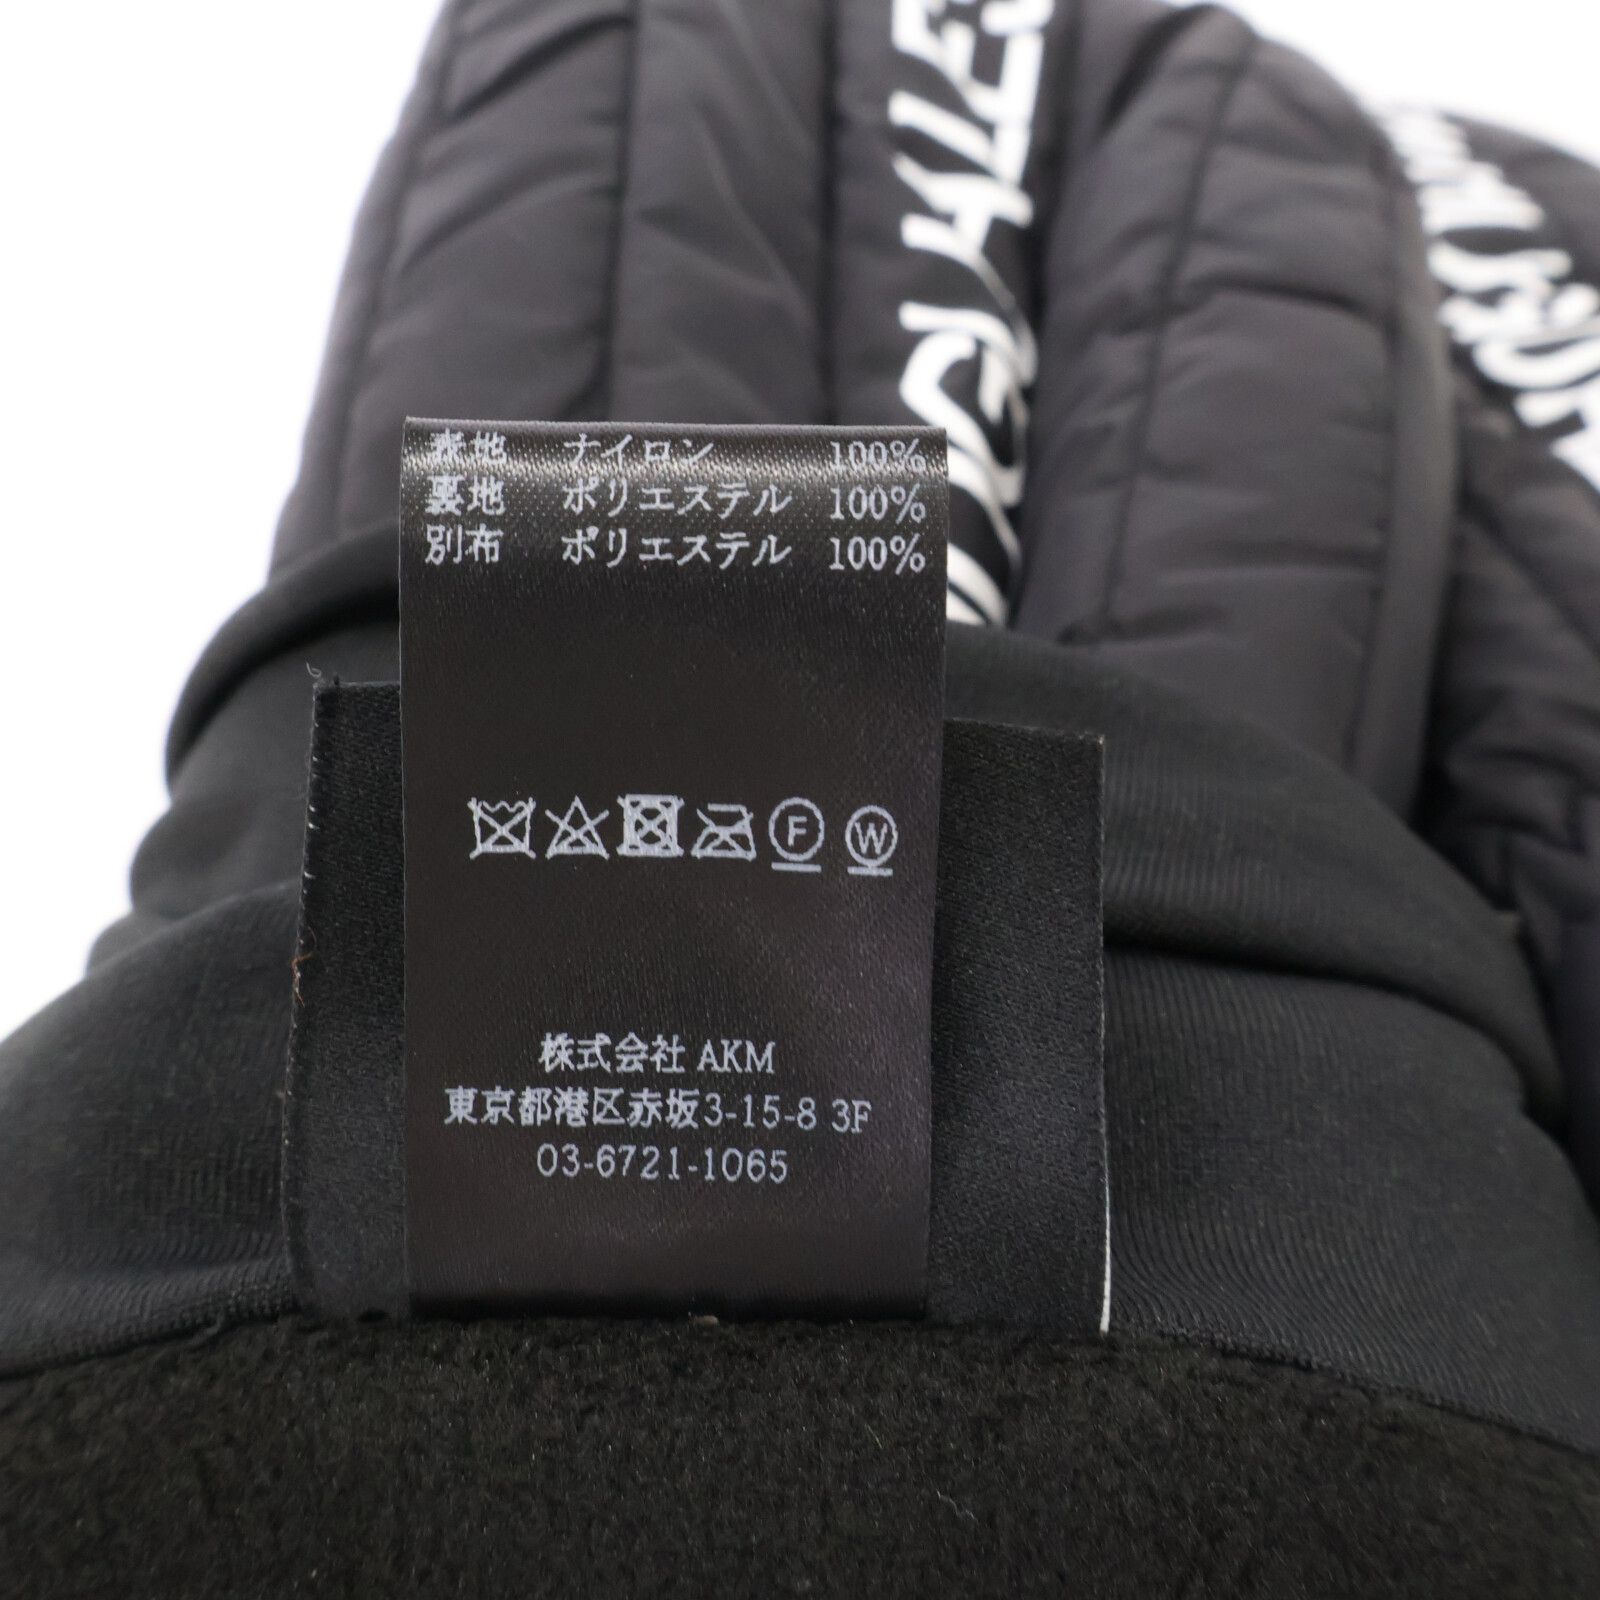 表地 ナイロン 100%
裏地 ポリエステル 100%
別布 ポリエステル 100%
F W
株式会社 AKM
東京都港区赤坂3-15-8 3F
03-6721-1065